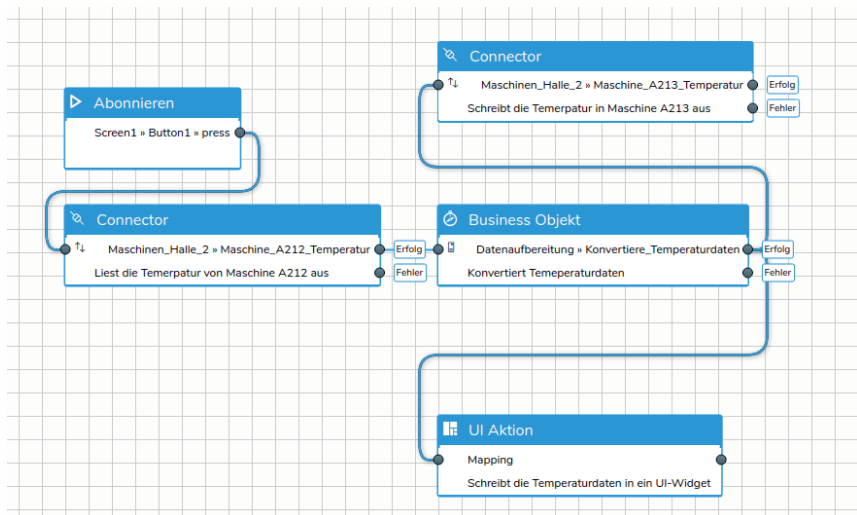 Connector
Maschinen_Halle_2 » Maschine_A213_Temperatur
Erfolg
Schreibt die Temerpatur in Maschine A213 aus
Fehler
Abonnieren
Screen1 » Button1 » press
Connector
Maschinen_Halle_2 » Maschine_A212_Temperatur
Erfolg
Liest die Temerpatur von Maschine A212 aus
Fehler
Business Objekt
Datenaufbereitung » Konvertiere_Temperaturdaten
Erfolg
Konvertiert Temeperaturdaten
Fehler
UI Aktion
Mapping
Schreibt die Temperaturdaten in ein UI-Widget